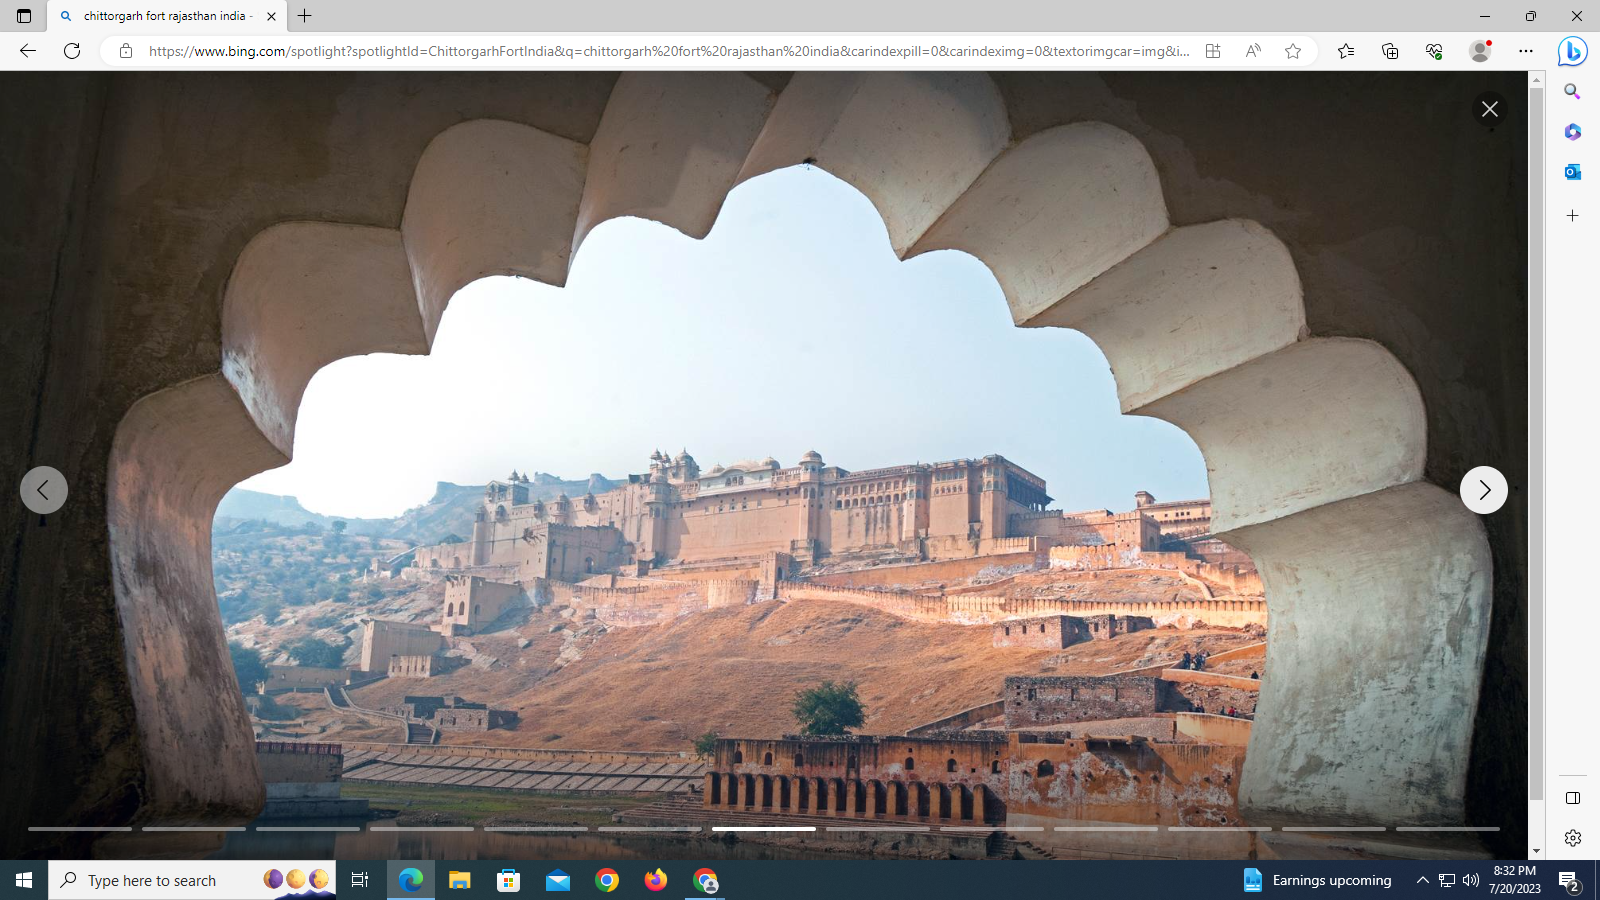 chittorgarh fort rajasthan india -
https://www.bing.com/spotlight?spotlightId=ChittorgarhFortIndia&q=chittorgarh%20fort%20rajasthan%20india&carindexpill=0&carindeximg=0&textorimgcar=img&i...
Type here to search
Earnings upcoming
8:32 PM
7/20/2023
2